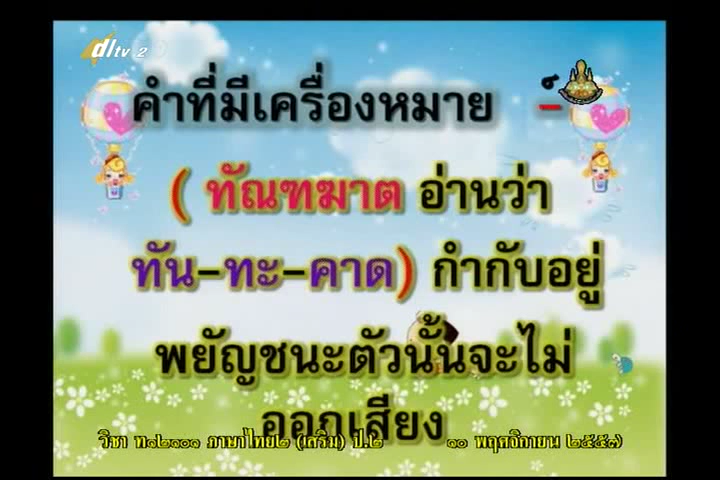 dltv 2
คำที่มีเครื่องหมาย -์
( ทัณฑฆาต อ่านว่า
ทัน-ทะ-คาด) กำกับอยู่
พยัญชนะตัวนั้นจะไม่
ออกเสียง
วิชา ท๑๒๑๐๑ ภาษาไทย๒ (เสริม) ป.๒ ๑๐ พฤศจิกายน ๒๕๕๗